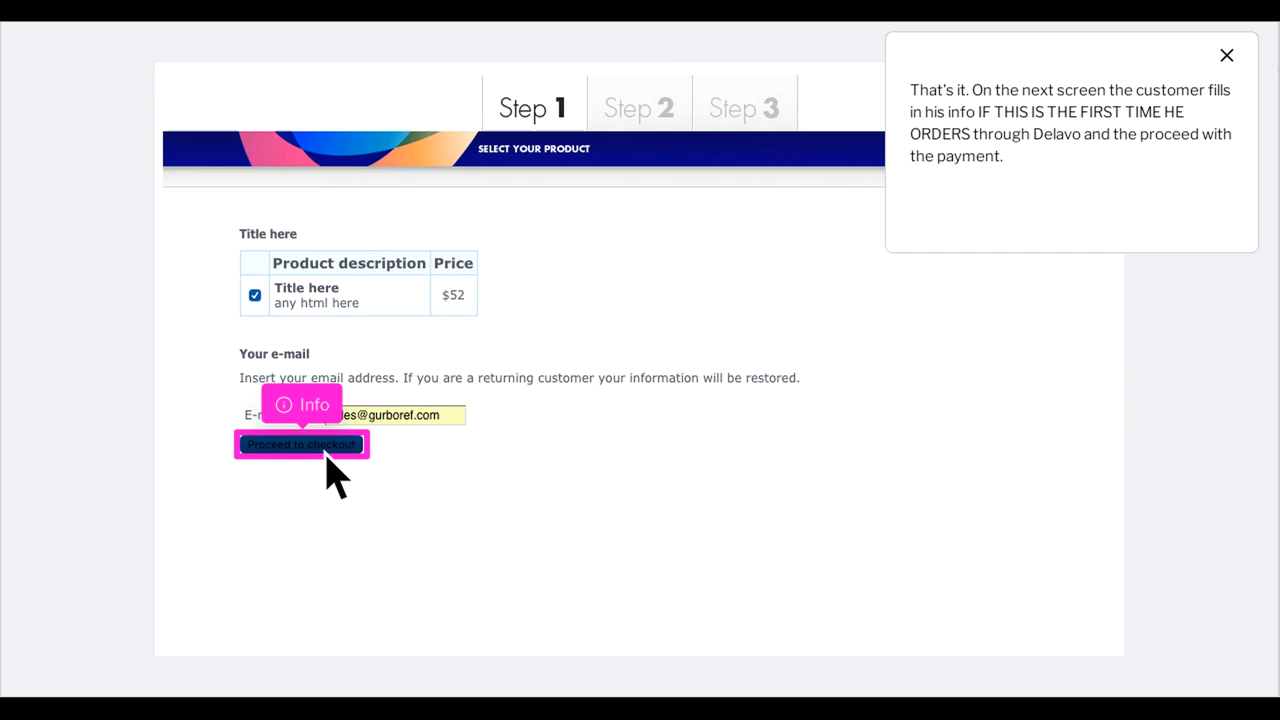 Step 1
Step 2
Step 3
SELECT YOUR PRODUCT
That's it. On the next screen the customer fills
in his info IF THIS IS THE FIRST TIME HE
ORDERS through Delavo and the proceed with
the payment.
Title here
Product description Price
Title here
any html here
$52
Your e-mail
Insert your email address. If you are a returning customer your information will be restored.
Info
@gurboref.com
Proceed to checkout